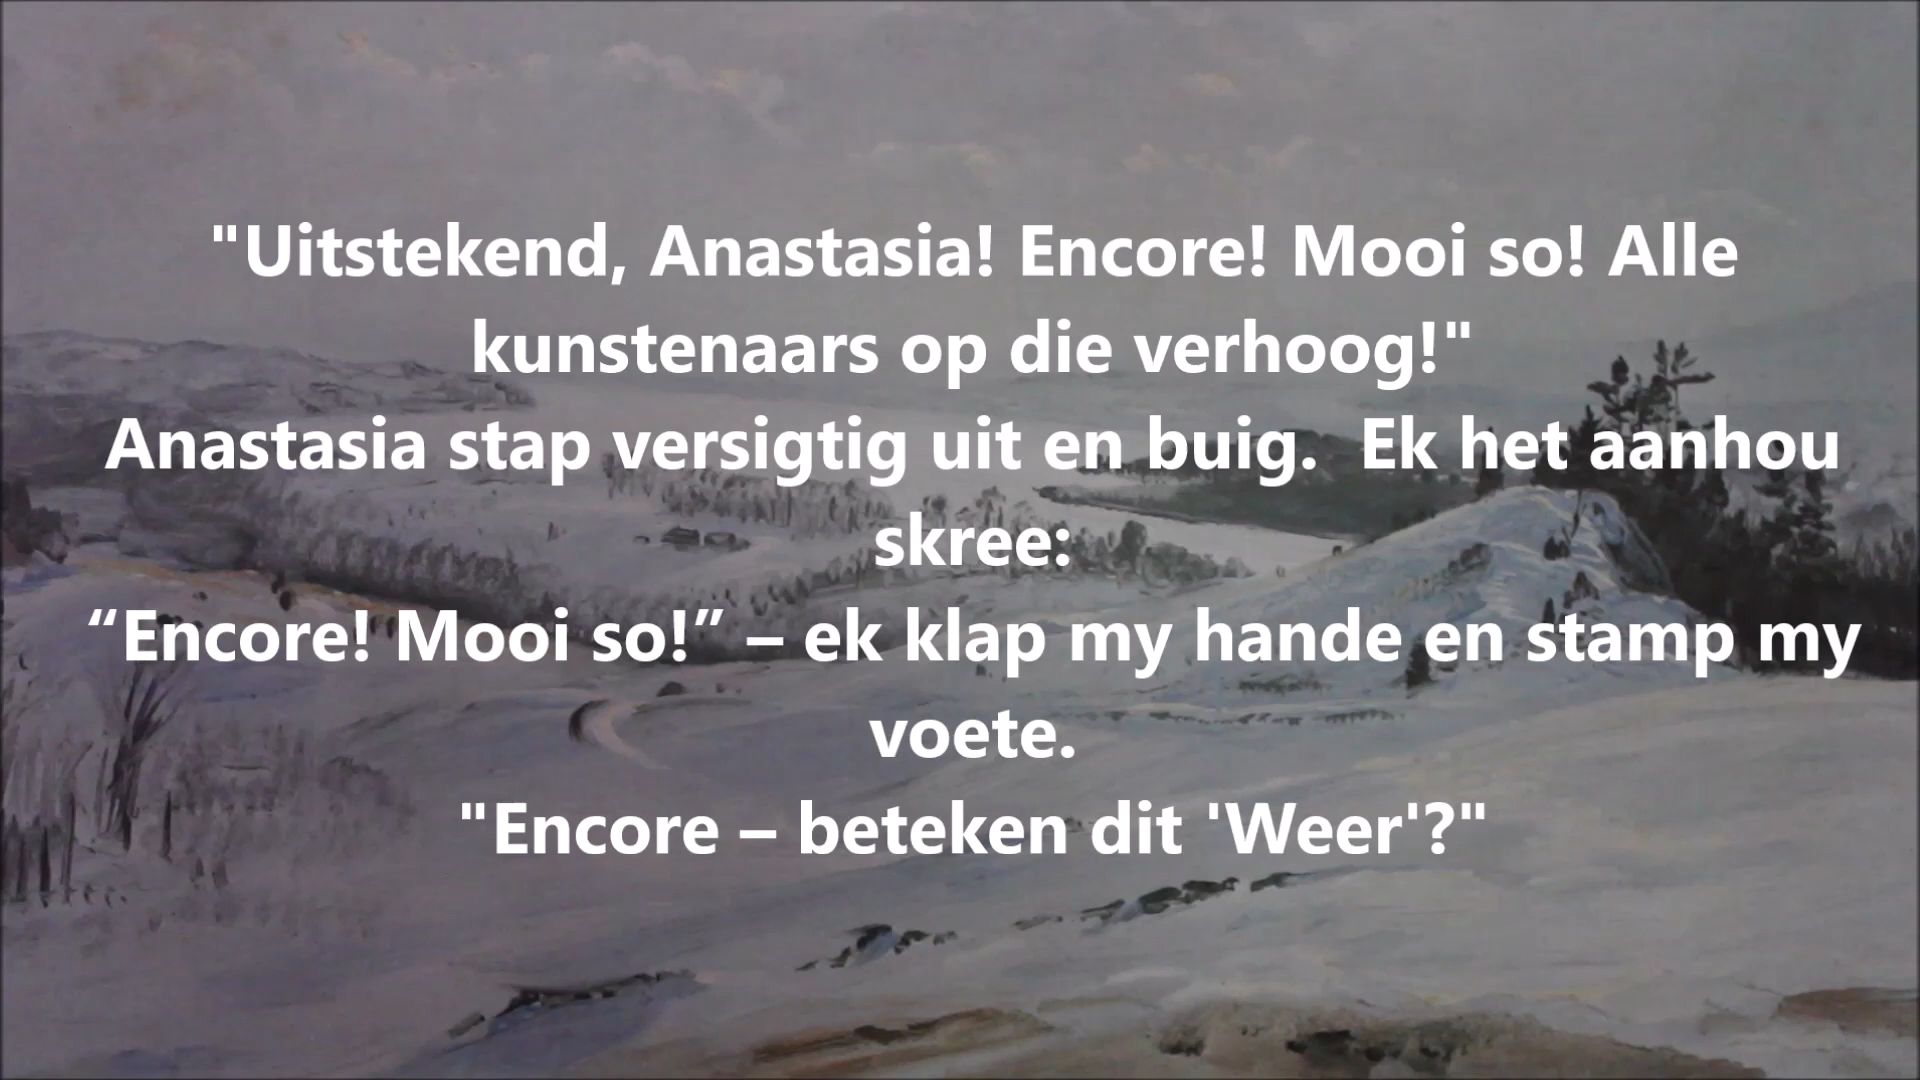 "Uitstekend, Anastasia! Encore! Mooi so! Alle
kunstenaars op die verhoog!"
Anastasia stap versigtig uit en buig.  Ek het aanhou
skree:
“Encore! Mooi so!” – ek klap my hande en stamp my
voete.
"Encore – beteken dit 'Weer'?"